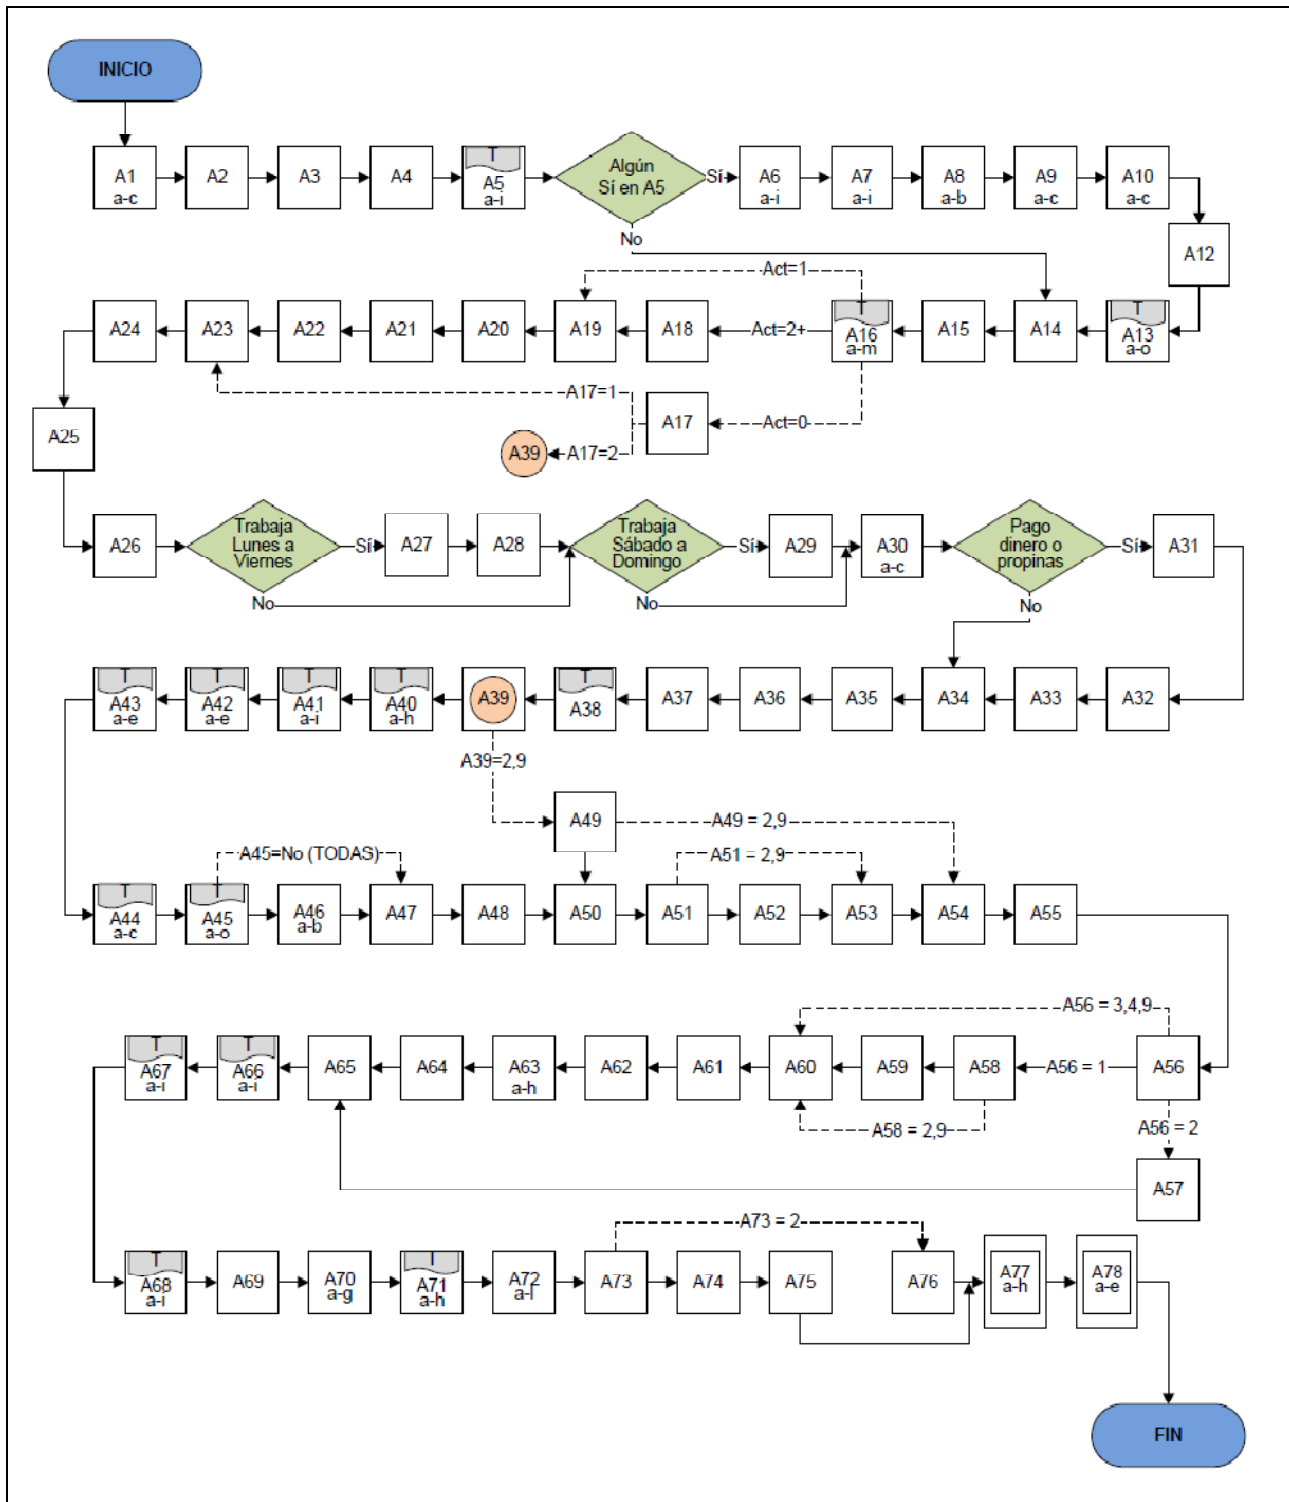 INICIO
A1
a-c
A2
A3
A4
T
A5
a-i
Algún
Sí en A5
Sí
A6
a-i
A7
a-i
A8
a-b
A9
a-c
A10
a-c
No
A12
Act=1
A24
A23
A22
A21
A20
A19
A18
Act=2+
T
A16
a-m
A15
A14
T
A13
a-o
A17=1
A17
Act=0
A25
A39
A17=2
A26
Trabaja
Lunes a
Viernes
Sí
A27
A28
Trabaja
Sábado a
Domingo
Sí
A29
A30
a-c
Pago
dinero o
propinas
Sí
A31
No
No
No
T
A43
a-e
T
A42
a-e
T
A41
a-i
T
A40
a-h
A39
T
A38
A37
A36
A35
A34
A33
A32
A39=2,9
A49
A49 = 2,9
A45=No (TODAS)
A51 = 2,9
T
A44
a-c
T
A45
a-o
A46
a-b
A47
A48
A50
A51
A52
A53
A54
A55
A56 = 3,4,9
T
A67
a-i
T
A66
a-i
A65
A64
A63
a-h
A62
A61
A60
A59
A58
A56 = 1
A56
A58 = 2,9
A56 = 2
A57
A73 = 2
T
A68
a-i
A69
A70
a-g
T
A71
a-h
A72
a-l
A73
A74
A75
A76
A77
a-h
A78
a-e
FIN